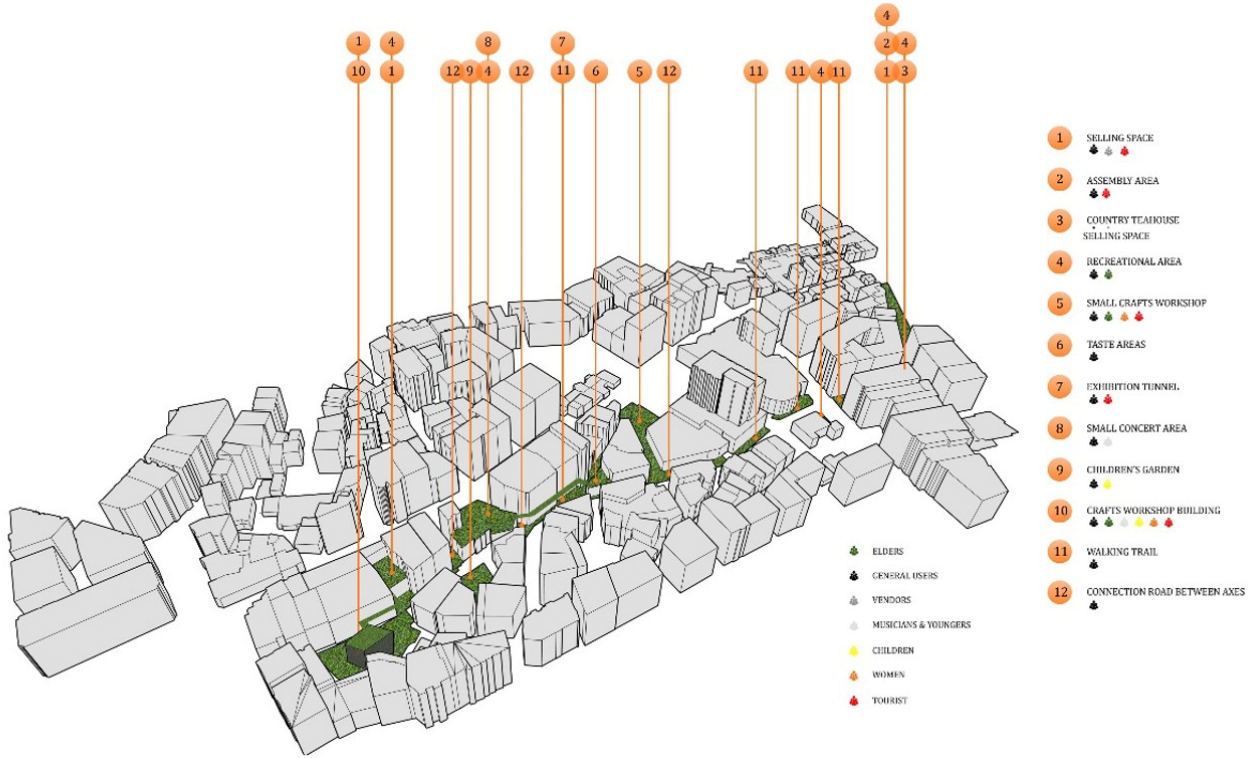 4
1 4 8 7 2 4
10 1 12 9 4 12 11 6 5 12 11 11 4 11 1 3
1 SELLING SPACE
2 ASSEMBLY AREA
3 COUNTRY TEAHOUSE
SELLING SPACE
4 RECREATIONAL AREA
5 SMALL CRAFTS WORKSHOP
6 TASTE AREAS
7 EXHIBITION TUNNEL
8 SMALL CONCERT AREA
9 CHILDREN'S GARDEN
10 CRAFTS WORKSHOP BUILDING
11 WALKING TRAIL
12 CONNECTION ROAD BETWEEN AXES
ELDERS
GENERAL USERS
VENDORS
MUSICIANS & YOUNGERS
CHILDREN
WOMEN
TOURIST